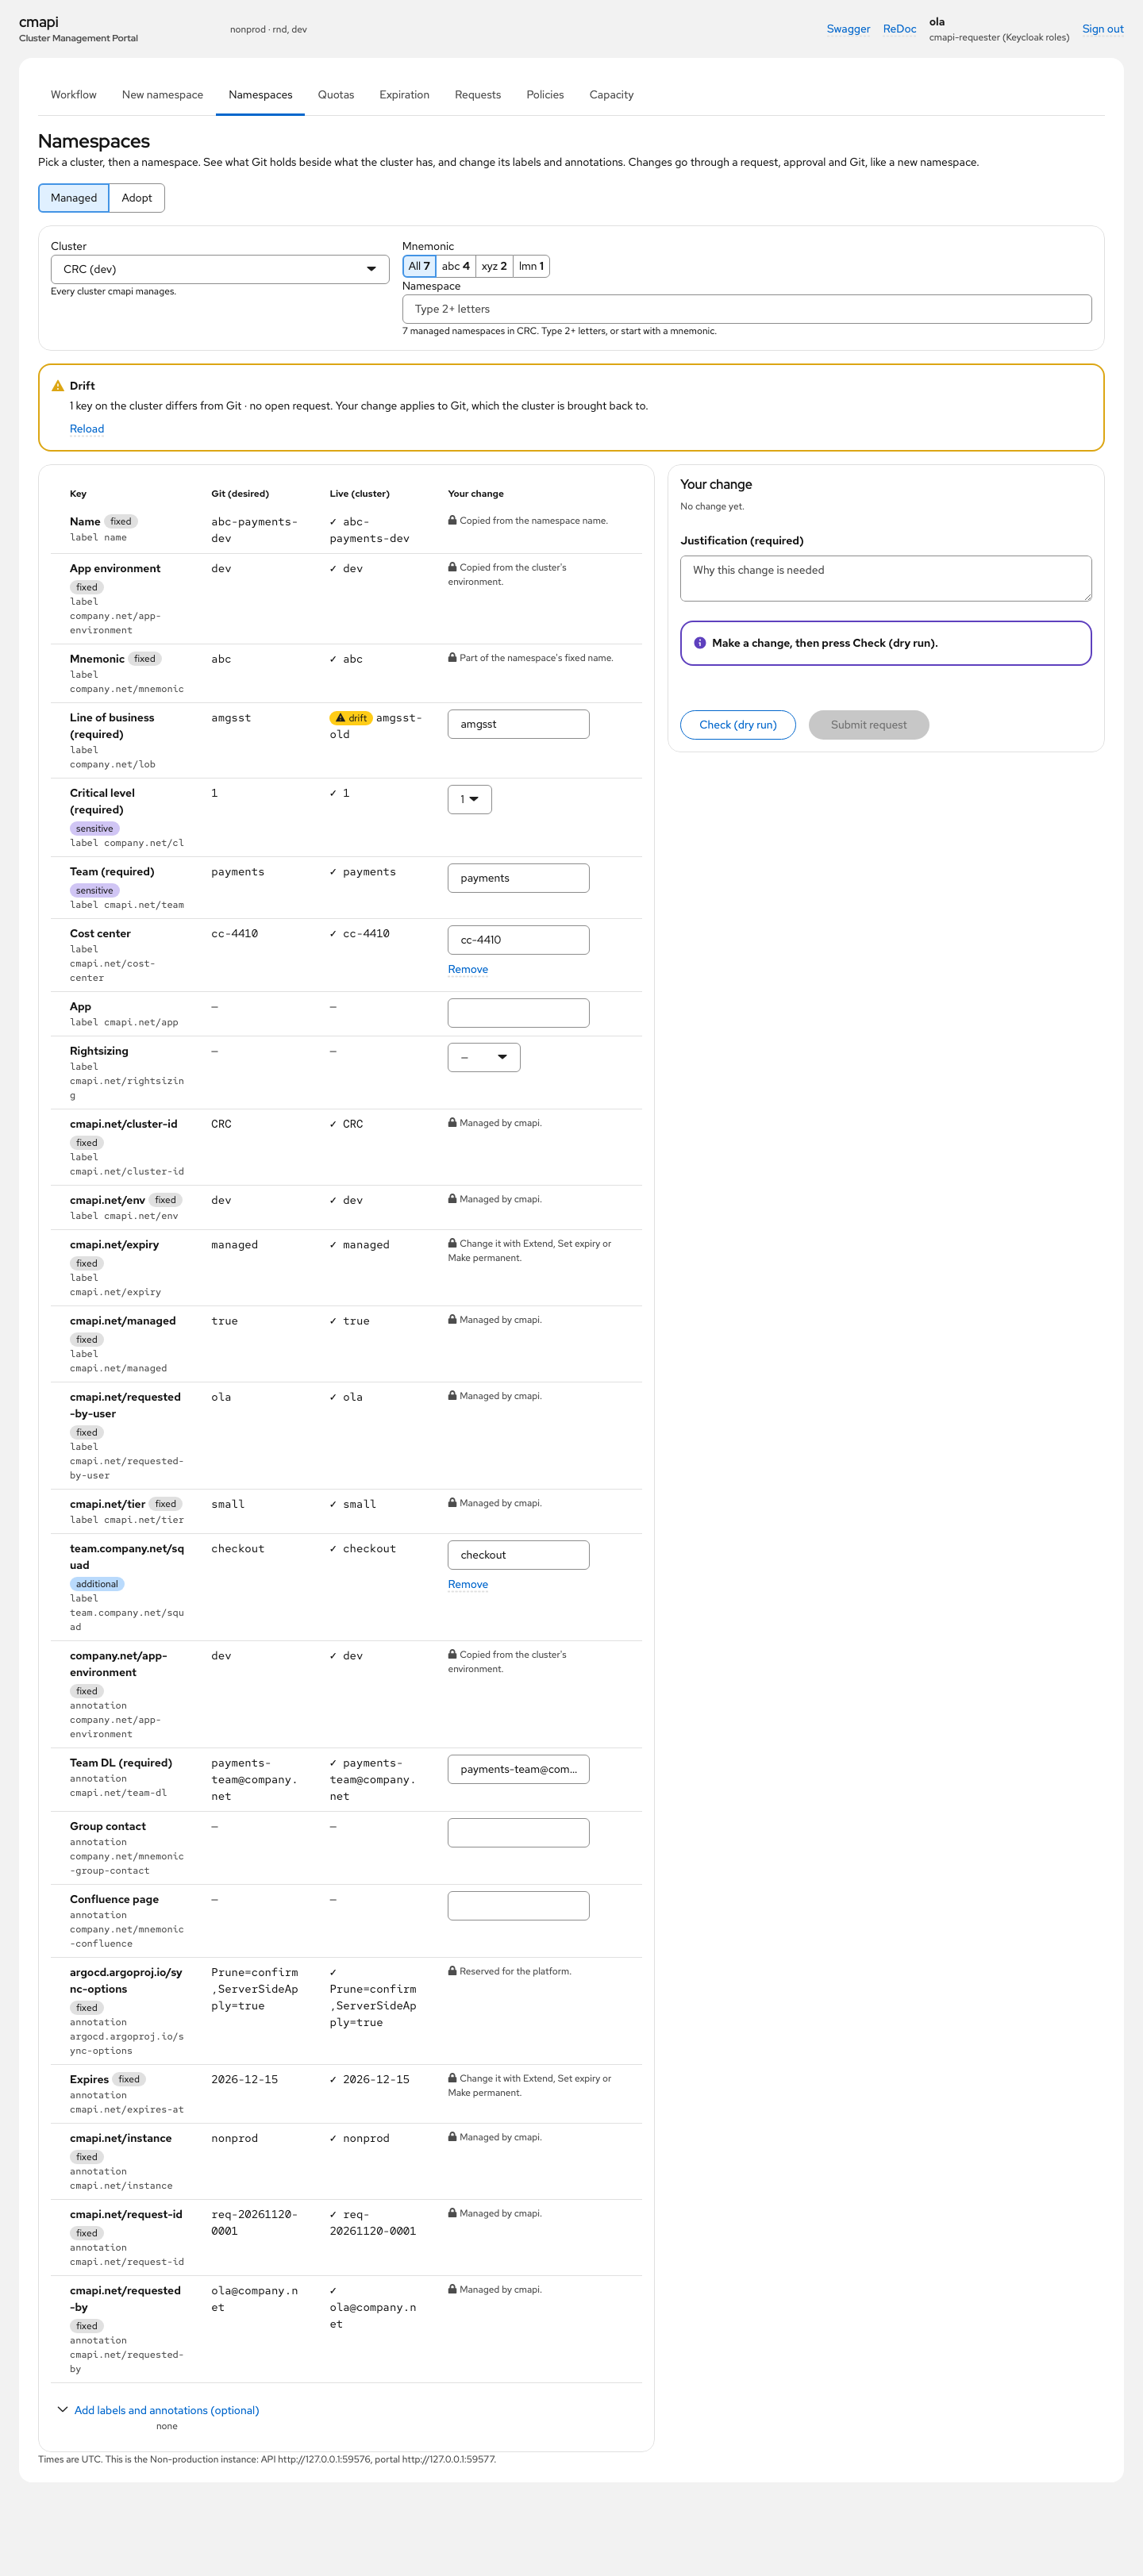 cmapi
Cluster Management Portal
nonprod · rnd, dev
Swagger
ReDoc
ola
cmapi-requester (Keycloak roles)
Sign out
Workflow
New namespace
Namespaces
Quotas
Expiration
Requests
Policies
Capacity
Namespaces
Pick a cluster, then a namespace. See what Git holds beside what the cluster has, and change its labels and annotations. Changes go through a request, approval and Git, like a new namespace.
Managed
Adopt
Cluster
CRC (dev)
Every cluster cmapi manages.
Mnemonic
All 7
abc 4
xyz 2
lmn 1
Namespace
Type 2+ letters
7 managed namespaces in CRC. Type 2+ letters, or start with a mnemonic.
Drift
1 key on the cluster differs from Git · no open request. Your change applies to Git, which the cluster is brought back to.
Reload
Key
Git (desired)
Live (cluster)
Your change
Name fixed
label name
abc-payments-
dev
✓ abc-
payments-dev
Copied from the namespace name.
App environment
fixed
label
company.net/app-
environment
dev
✓ dev
Copied from the cluster's
environment.
Mnemonic fixed
label
company.net/mnemonic
abc
✓ abc
Part of the namespace's fixed name.
Line of business
(required)
label
company.net/lob
amgsst
drift amgsst-
old
amgsst
Critical level
(required)
sensitive
label company.net/cl
1
✓ 1
1
Team (required)
sensitive
label cmapi.net/team
payments
✓ payments
payments
Cost center
label
cmapi.net/cost-
center
cc-4410
✓ cc-4410
cc-4410
Remove
App
label cmapi.net/app
—
—
Rightsizing
label
cmapi.net/rightsizin
g
—
—
—
cmapi.net/cluster-id
fixed
label
cmapi.net/cluster-id
CRC
✓ CRC
Managed by cmapi.
cmapi.net/env fixed
label cmapi.net/env
dev
✓ dev
Managed by cmapi.
cmapi.net/expiry
fixed
label
cmapi.net/expiry
managed
✓ managed
Change it with Extend, Set expiry or
Make permanent.
cmapi.net/managed
fixed
label
cmapi.net/managed
true
✓ true
Managed by cmapi.
cmapi.net/requested
-by-user
fixed
label
cmapi.net/requested-
by-user
ola
✓ ola
Managed by cmapi.
cmapi.net/tier fixed
label cmapi.net/tier
small
✓ small
Managed by cmapi.
team.company.net/sq
uad
additional
label
team.company.net/squ
ad
checkout
✓ checkout
checkout
Remove
company.net/app-
environment
fixed
annotation
company.net/app-
environment
dev
✓ dev
Copied from the cluster's
environment.
Team DL (required)
annotation
cmapi.net/team-dl
payments-
team@company.
net
✓ payments-
team@company.
net
payments-team@com...
Group contact
annotation
company.net/mnemonic
-group-contact
—
—
Confluence page
annotation
company.net/mnemonic
-confluence
—
—
argocd.argoproj.io/sy
nc-options
fixed
annotation
argocd.argoproj.io/s
ync-options
Prune=confirm
,ServerSideAp
ply=true
✓
Prune=confirm
,ServerSideAp
ply=true
Reserved for the platform.
Expires fixed
annotation
cmapi.net/expires-at
2026-12-15
✓ 2026-12-15
Change it with Extend, Set expiry or
Make permanent.
cmapi.net/instance
fixed
annotation
cmapi.net/instance
nonprod
✓ nonprod
Managed by cmapi.
cmapi.net/request-id
fixed
annotation
cmapi.net/request-id
req-20261120-
0001
✓ req-
20261120-0001
Managed by cmapi.
cmapi.net/requested
-by
fixed
annotation
cmapi.net/requested-
by
ola@company.n
et
✓
ola@company.n
et
Managed by cmapi.
Add labels and annotations (optional)
none
Your change
No change yet.
Justification (required)
Why this change is needed
Make a change, then press Check (dry run).
Check (dry run)
Submit request
Times are UTC. This is the Non-production instance: API http://127.0.0.1:59576, portal http://127.0.0.1:59577.